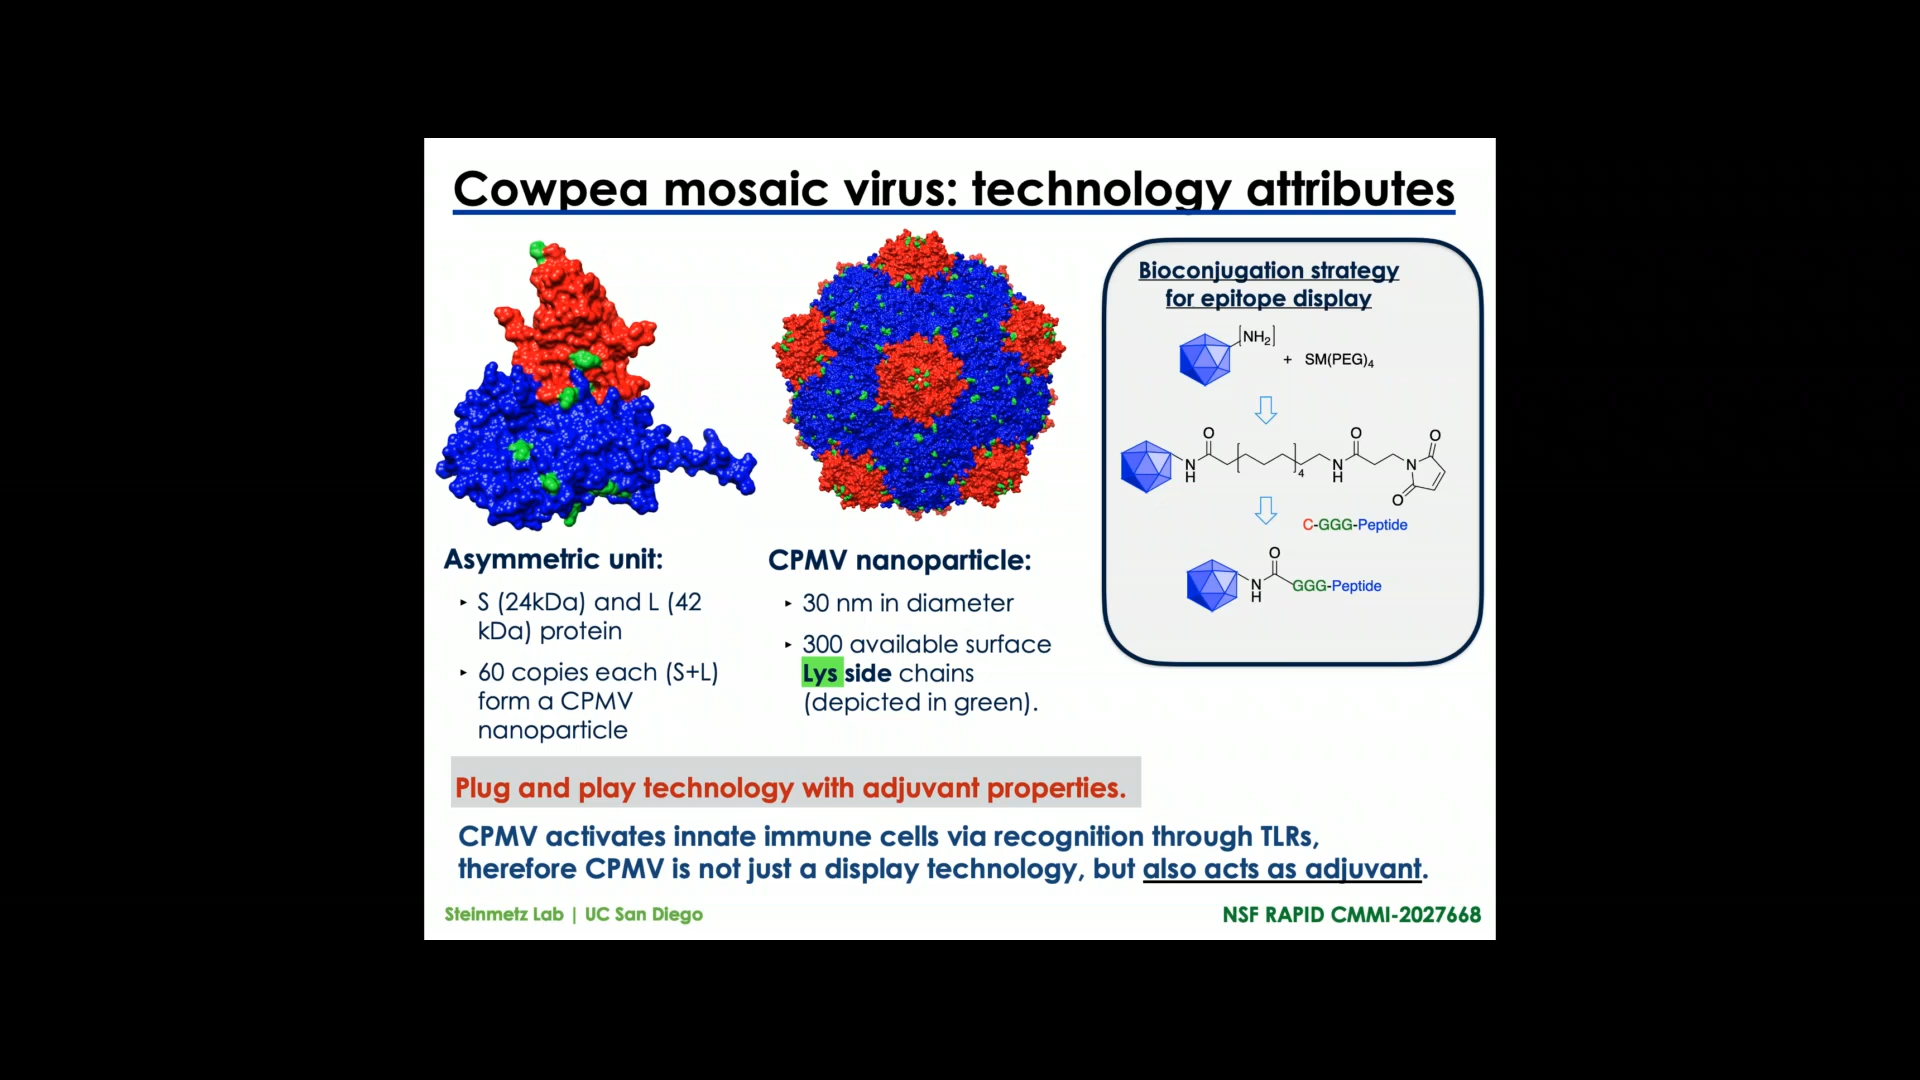 Cowpea mosaic virus: technology attributes
Asymmetric unit:
‣ S (24kDa) and L (42
kDa) protein
‣ 60 copies each (S+L)
form a CPMV
nanoparticle
CPMV nanoparticle:
‣ 30 nm in diameter
‣ 300 available surface
Lys side chains
(depicted in green).
Bioconjugation strategy
for epitope display
[NH₂]
+ SM(PEG)₄
O O O
N H 4 N H N
O
C-GGG-Peptide
O
N H GGG-Peptide
Plug and play technology with adjuvant properties.
CPMV activates innate immune cells via recognition through TLRs,
therefore CPMV is not just a display technology, but also acts as adjuvant.
Steinmetz Lab | UC San Diego
NSF RAPID CMMI-2027668